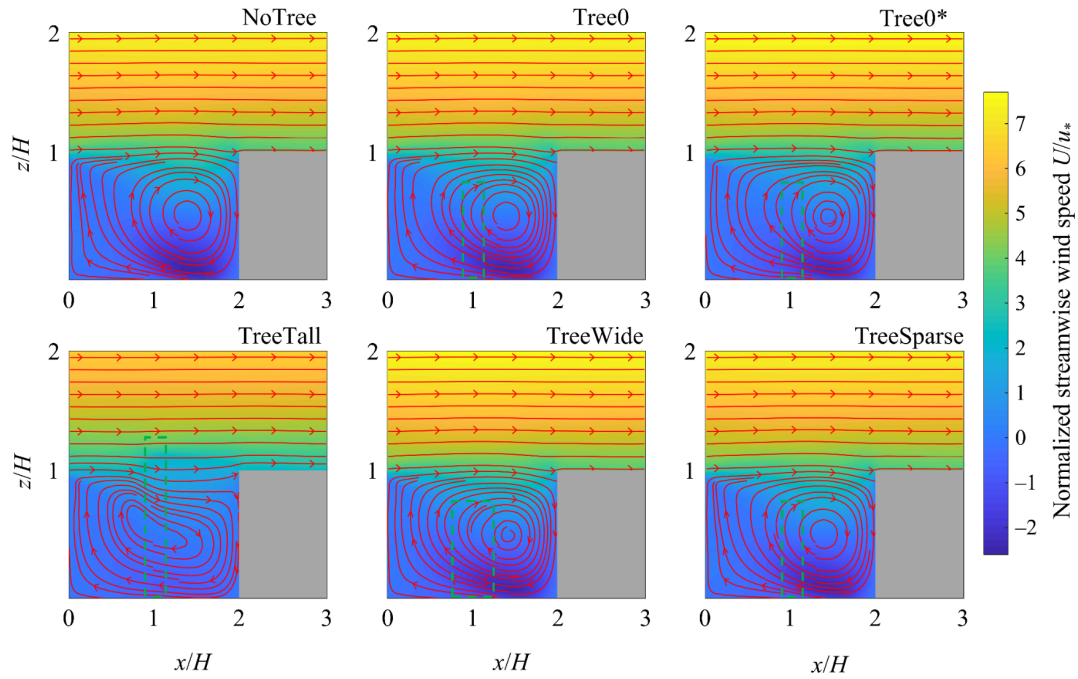 NoTree
Tree0
Tree0*
2
2
2
z/H
1
1
1
0 1 2 3
0 1 2 3
0 1 2 3
TreeTall
TreeWide
TreeSparse
2
2
2
z/H
1
1
1
0 1 2 3
0 1 2 3
0 1 2 3
x/H
x/H
x/H
7
6
5
4
3
2
1
0
−1
−2
Normalized streamwise wind speed U/u*